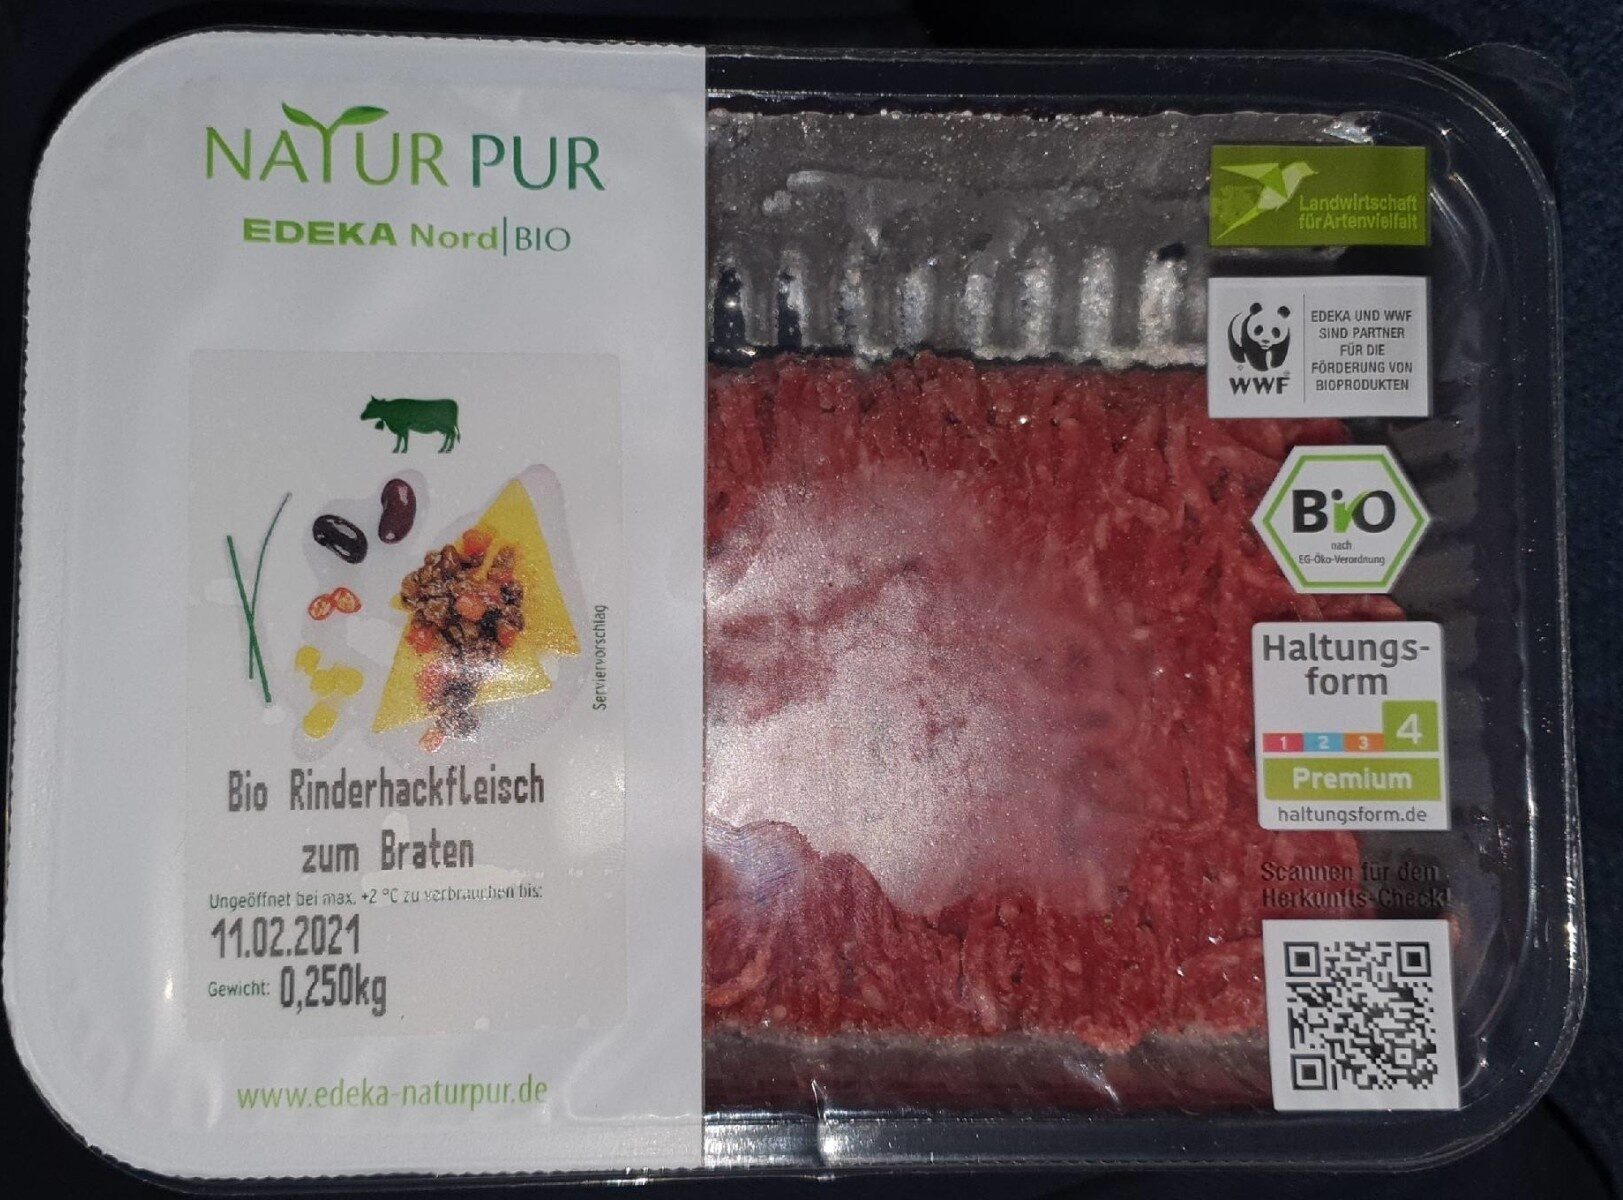 NATUR PUR
EDEKA Nord|BIO
Serviervorschlag
Bio Rinderhackfleisch
zum Braten
Ungeöffnet bei max. +2 °C zu verbrauchen bis:
11.02.2021
Gewicht: 0,250kg
www.edeka-naturpur.de
Landwirtschaft
für Artenvielfalt
WWF
EDEKA UND WWF
SIND PARTNER
FÜR DIE
FÖRDERUNG VON
BIOPRODUKTEN
BiO
nach
EG-Öko-Verordnung
Haltungs-
form
1 2 3 4
Premium
haltungsform.de
Scannen für den
Herkunfts-Check!